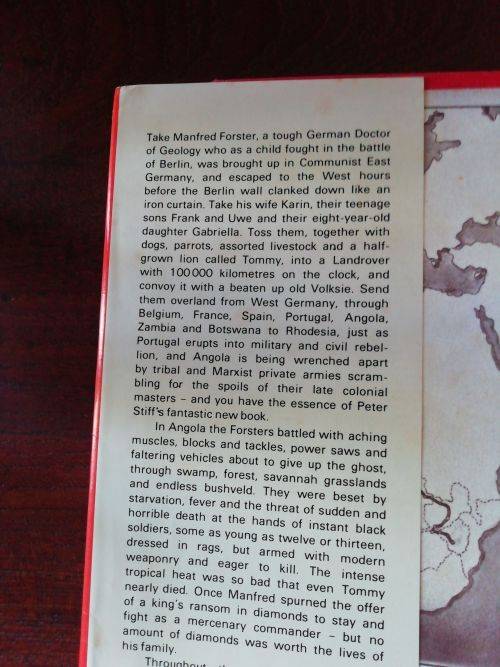 Take Manfred Forster, a tough German Doctor
of Geology who as a child fought in the battle
of Berlin, was brought up in Communist East
Germany, and escaped to the West hours
before the Berlin wall clanked down like an
iron curtain. Take his wife Karin, their teenage
sons Frank and Uwe and their eight-year-old
daughter Gabriella. Toss them, together with
dogs, parrots, assorted livestock and a half-
grown lion called Tommy, into a Landrover
with 100 000 kilometres on the clock, and
convoy it with a beaten up old Volksie. Send
them overland from West Germany, through
Belgium, France, Spain, Portugal, Angola,
Zambia and Botswana to Rhodesia, just as
Portugal erupts into military and civil rebel-
lion, and Angola is being wrenched apart
by tribal and Marxist private armies scram-
bling for the spoils of their late colonial
masters – and you have the essence of Peter
Stiff's fantastic new book.
In Angola the Forsters battled with aching
muscles, blocks and tackles, power saws and
faltering vehicles about to give up the ghost,
through swamp, forest, savannah grasslands
and endless bushveld. They were beset by
starvation, fever and the threat of sudden and
horrible death at the hands of instant black
soldiers, some as young as twelve or thirteen,
dressed in rags, but armed with modern
weaponry and eager to kill. The intense
tropical heat was so bad that even Tommy
nearly died. Once Manfred spurned the offer
of a king's ransom in diamonds to stay and
fight as a mercenary commander – but no
amount of diamonds was worth the lives of
his family.
Throughout